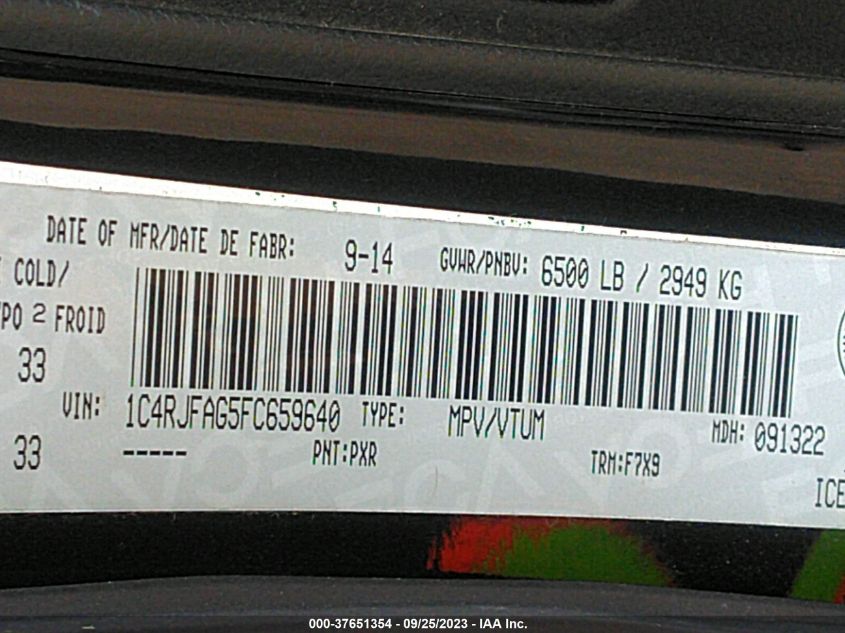 DATE OF MFR/DATE DE FABR: 9-14 GVWR/PNBV: 6500 LB / 2949 KG
COLD/
PO 2 FROID
33
VIN: 1C4RJFAG5FC659640 TYPE: MPV/VTUM MDH: 091322
33 ----- PNT:PXR TRM:F7X9
ICE
000-37651354 - 09/25/2023 - IAA Inc.